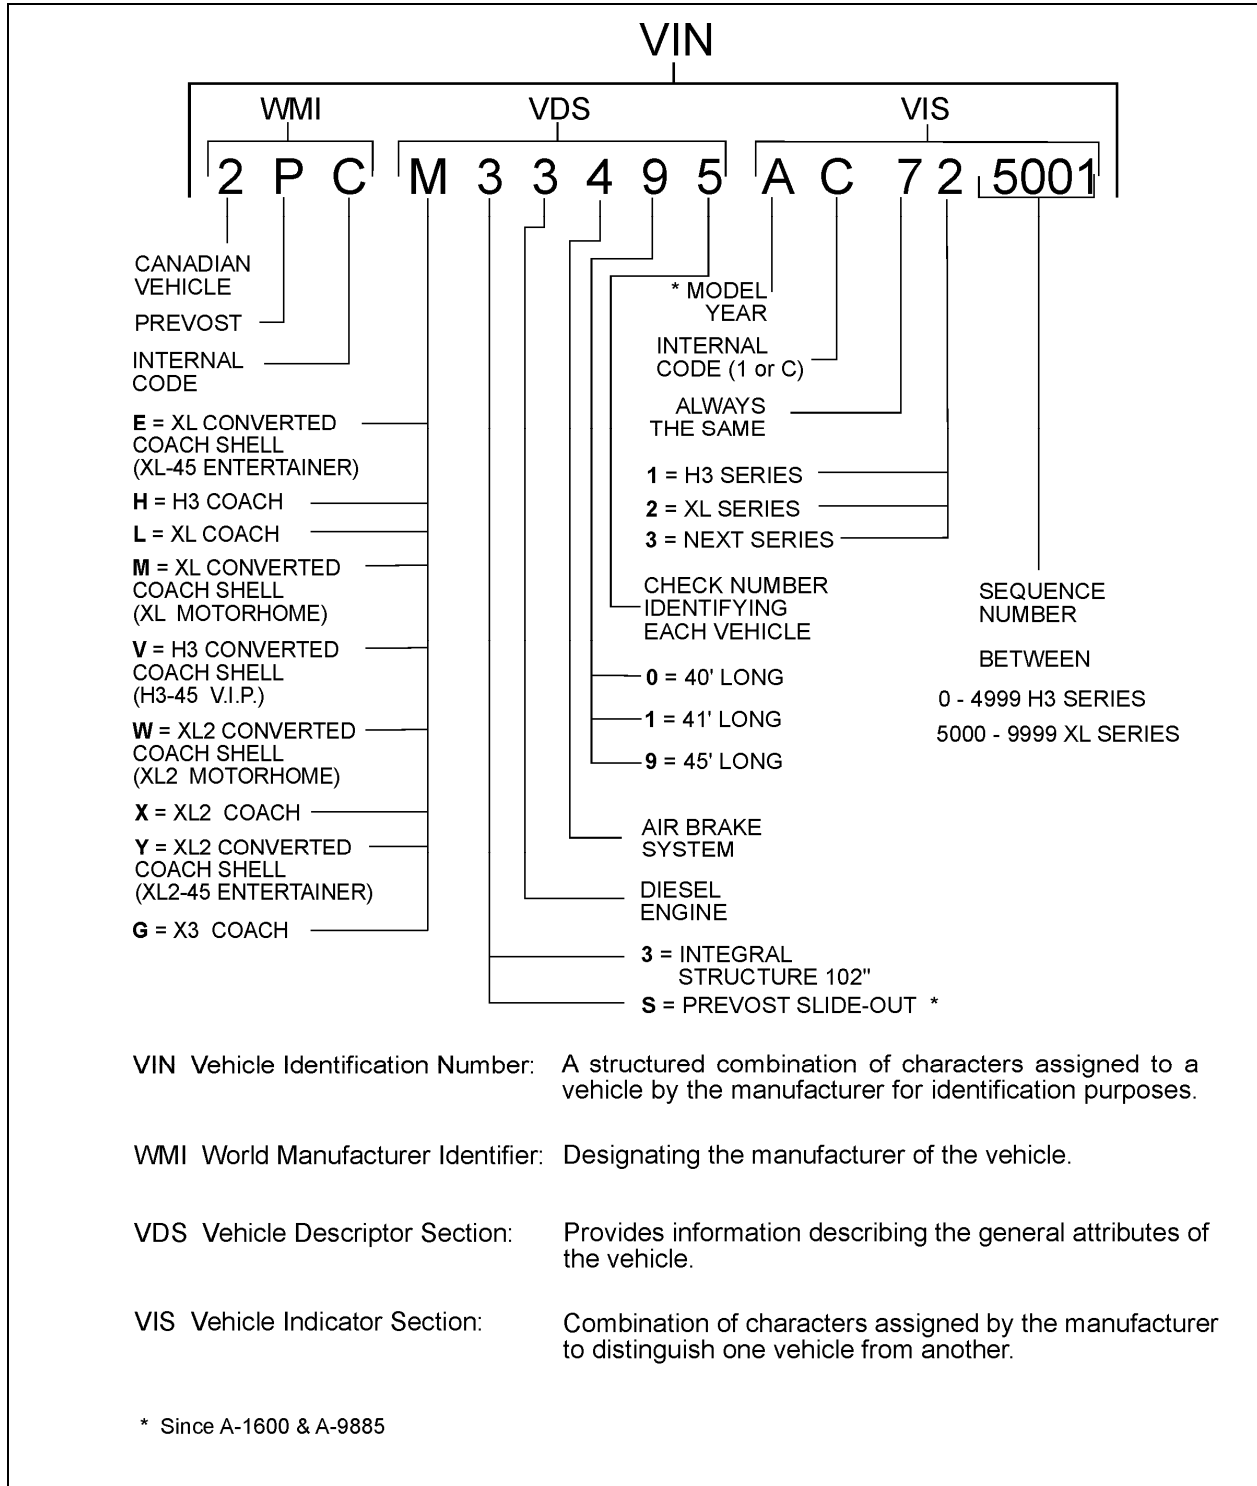 VIN
WMI VDS VIS
2 P C M 3 3 4 9 5 A C 7 2 5001
CANADIAN
VEHICLE
PREVOST
INTERNAL
CODE
E = XL CONVERTED
COACH SHELL
(XL-45 ENTERTAINER)
H = H3 COACH
L = XL COACH
M = XL CONVERTED
COACH SHELL
(XL MOTORHOME)
V = H3 CONVERTED
COACH SHELL
(H3-45 V.I.P.)
W = XL2 CONVERTED
COACH SHELL
(XL2 MOTORHOME)
X = XL2 COACH
Y = XL2 CONVERTED
COACH SHELL
(XL2-45 ENTERTAINER)
G = X3 COACH
* MODEL
YEAR
INTERNAL
CODE (1 or C)
ALWAYS
THE SAME
1 = H3 SERIES
2 = XL SERIES
3 = NEXT SERIES
CHECK NUMBER
IDENTIFYING
EACH VEHICLE
0 = 40' LONG
1 = 41' LONG
9 = 45' LONG
AIR BRAKE
SYSTEM
DIESEL
ENGINE
3 = INTEGRAL
STRUCTURE 102"
S = PREVOST SLIDE-OUT *
SEQUENCE
NUMBER
BETWEEN
0 - 4999 H3 SERIES
5000 - 9999 XL SERIES
VIN Vehicle Identification Number: A structured combination of characters assigned to a
vehicle by the manufacturer for identification purposes.
WMI World Manufacturer Identifier: Designating the manufacturer of the vehicle.
VDS Vehicle Descriptor Section: Provides information describing the general attributes of
the vehicle.
VIS Vehicle Indicator Section: Combination of characters assigned by the manufacturer
to distinguish one vehicle from another.
* Since A-1600 & A-9885